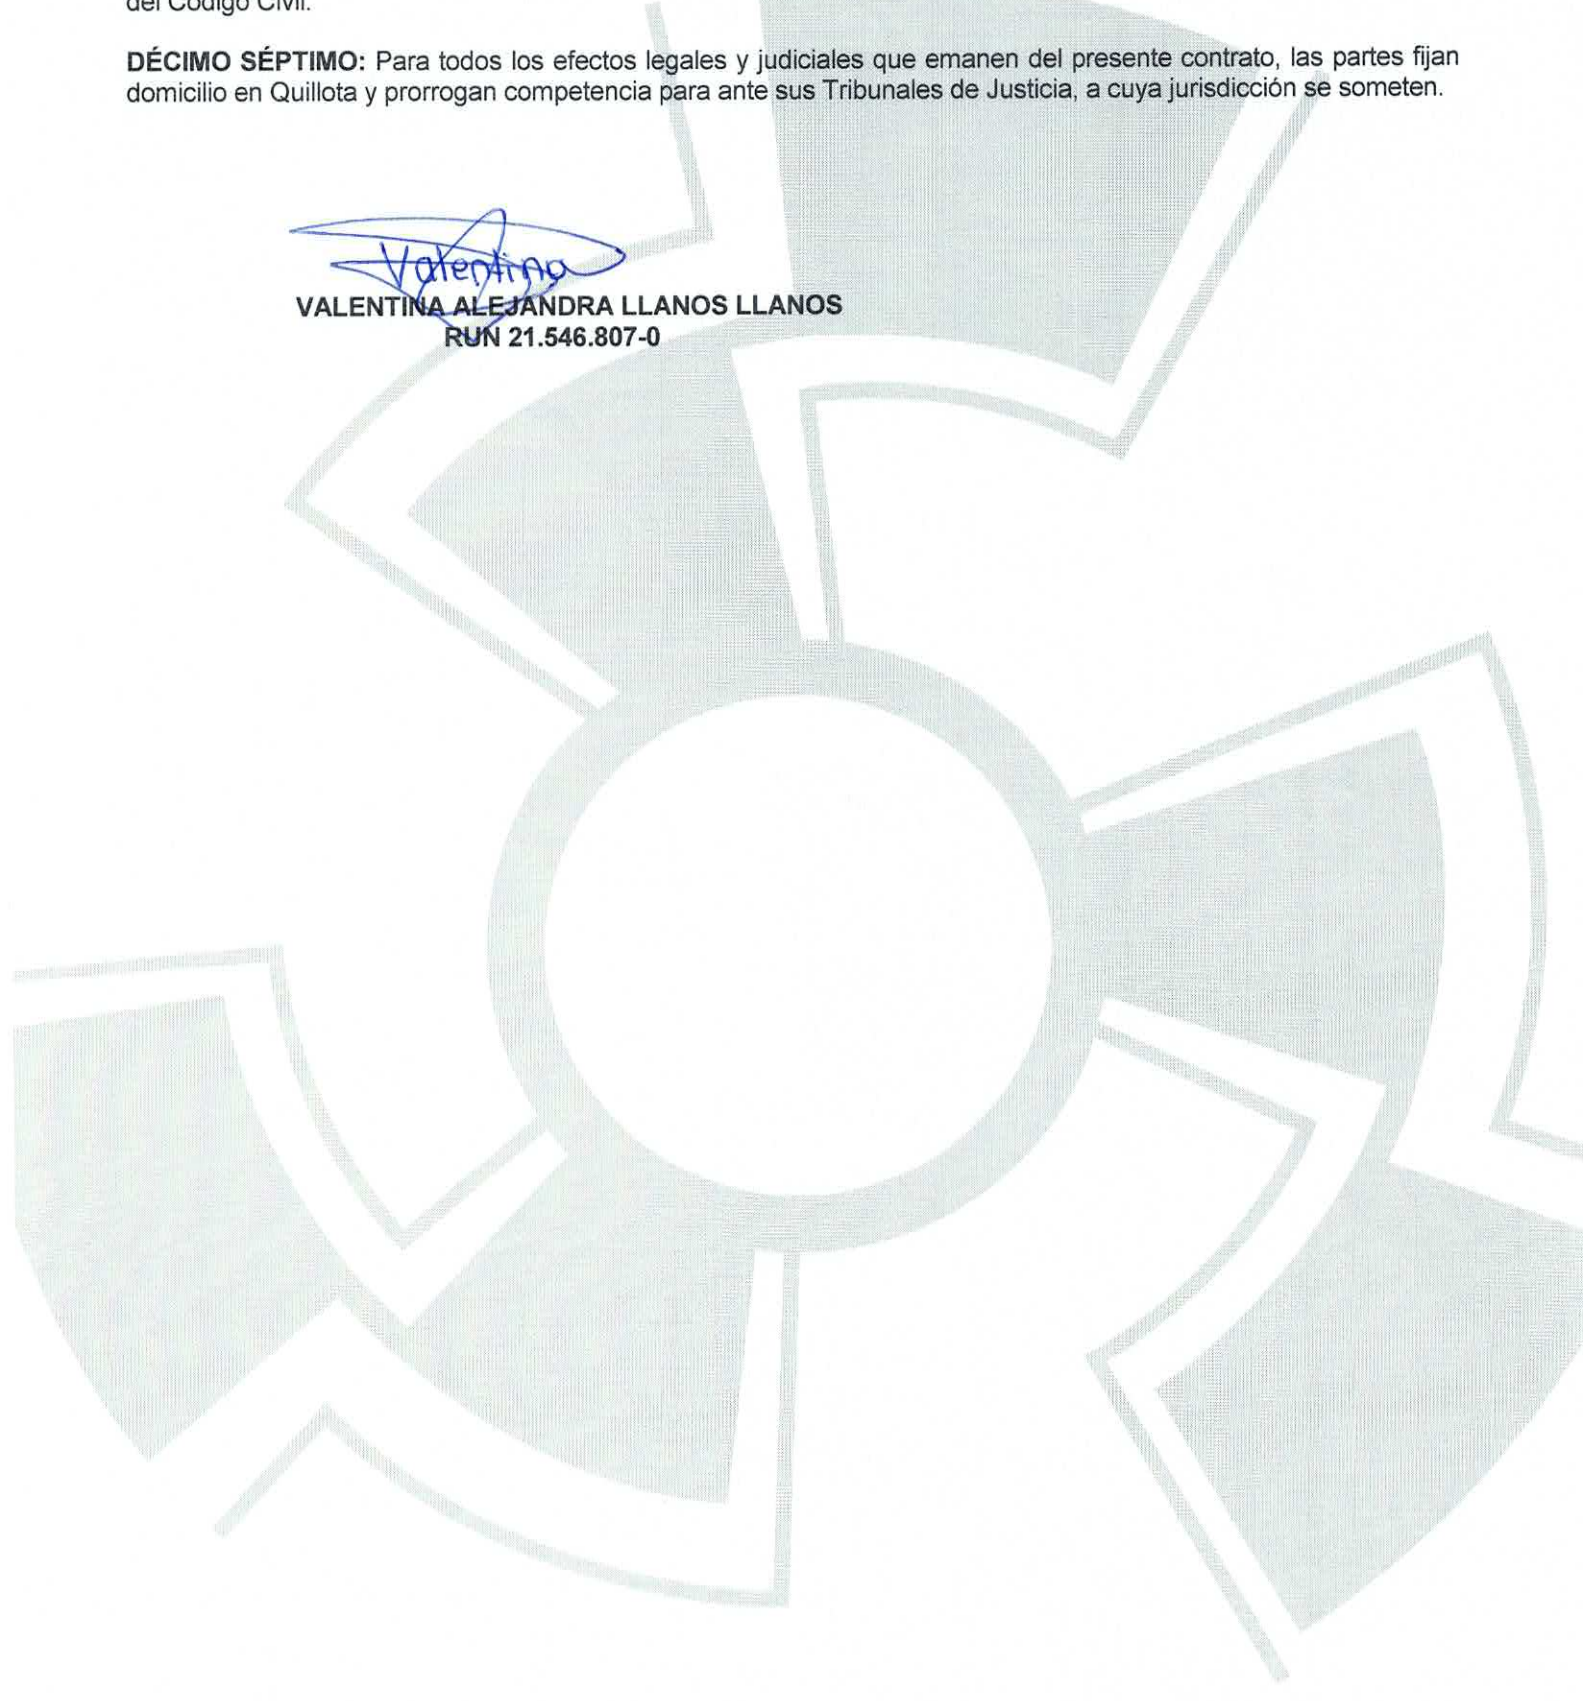 del Código Civil.
DÉCIMO SÉPTIMO: Para todos los efectos legales y judiciales que emanen del presente contrato, las partes fijan
domicilio en Quillota y prorrogan competencia para ante sus Tribunales de Justicia, a cuya jurisdicción se someten.
Valentina
VALENTINA ALEJANDRA LLANOS LLANOS
RUN 21.546.807-0